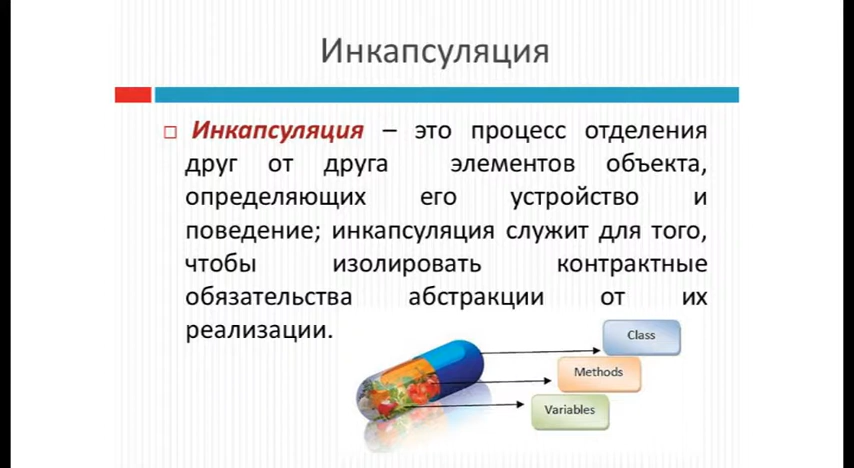 Инкапсуляция
Инкапсуляция – это процесс отделения
друг от друга элементов объекта,
определяющих его устройство и
поведение; инкапсуляция служит для того,
чтобы изолировать контрактные
обязательства абстракции от их
реализации.
Class
Methods
Variables